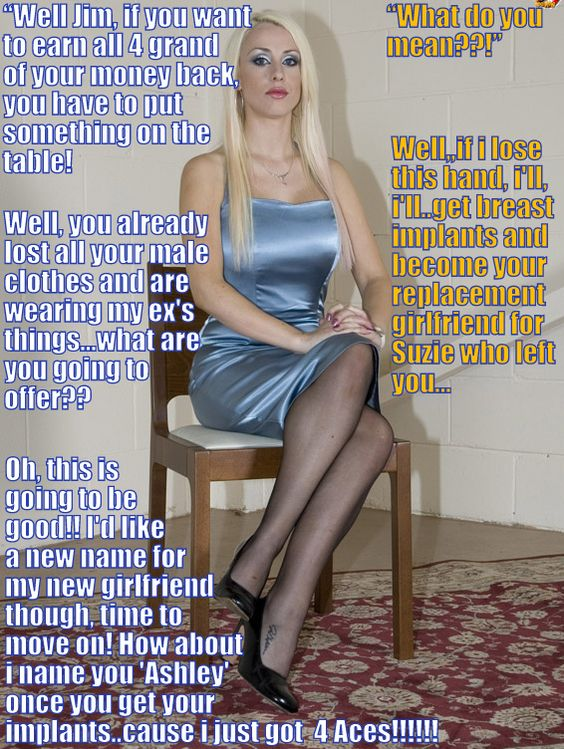 “Well Jim, if you want
to earn all 4 grand
of your money back,
you have to put
something on the
table!
“What do you
mean??!”
Well, you already
lost all your male
clothes and are
wearing my ex's
things...what are
you going to
offer??
Well,,if i lose
this hand, i'll,
i'll..get breast
implants and
become your
replacement
girlfriend for
Suzie who left
you...
Oh, this is
going to be
good!! I'd like
a new name for
my new girlfriend
though, time to
move on! How about
i name you 'Ashley'
once you get your
implants..cause i just got 4 Aces!!!!!!